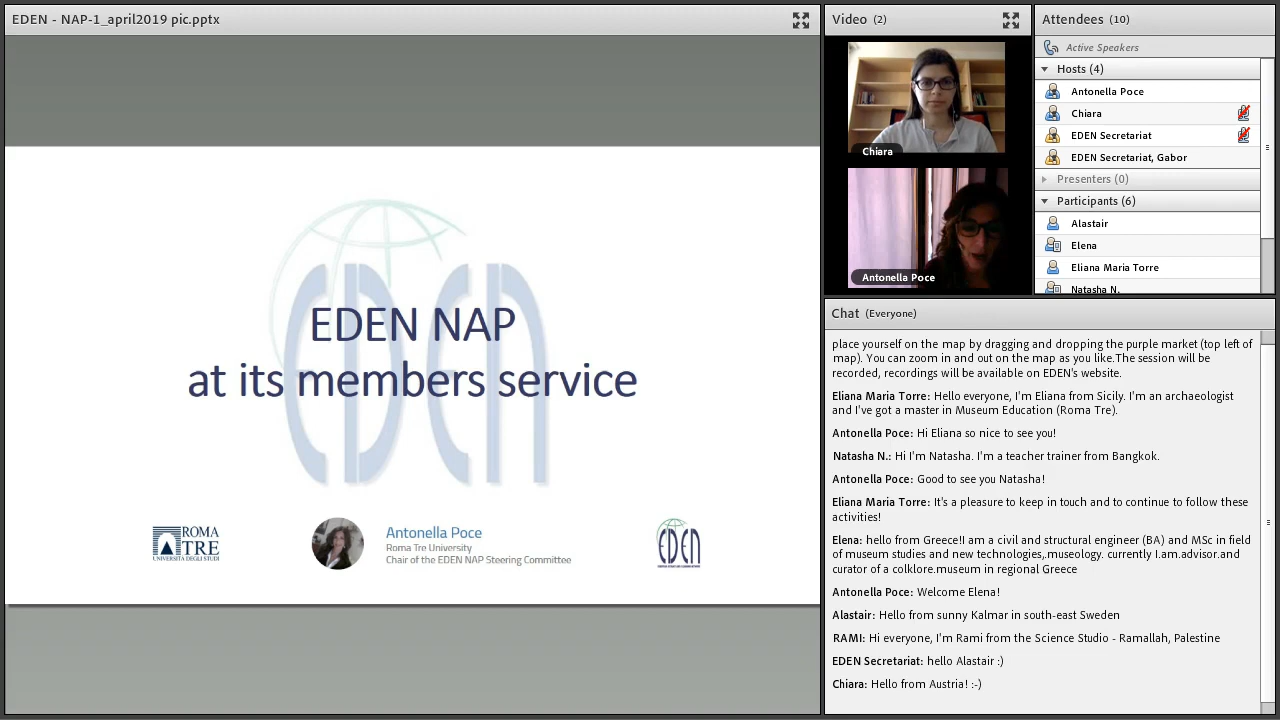 EDEN - NAP-1_april2019 pic.pptx
EDEN
EDEN NAP
at its members service
ROMA
TRE
UNIVERSITÀ DEGLI STUDI
Antonella Poce
Roma Tre University
Chair of the EDEN NAP Steering Committee
EDEN
Video (2)
Chiara
Antonella Poce
Attendees (10)
Active Speakers
Hosts (4)
Antonella Poce
Chiara
EDEN Secretariat
EDEN Secretariat, Gabor
Presenters (0)
Participants (6)
Alastair
Elena
Eliana Maria Torre
Natasha N.
Chat (Everyone)
place yourself on the map by dragging and dropping the purple market (top left of
map). You can zoom in and out on the map as you like.The session will be
recorded, recordings will be available on EDEN's website.
Eliana Maria Torre: Hello everyone, I'm Eliana from Sicily. I'm an archaeologist
and I've got a master in Museum Education (Roma Tre).
Antonella Poce: Hi Eliana so nice to see you!
Natasha N.: Hi I'm Natasha. I'm a teacher trainer from Bangkok.
Antonella Poce: Good to see you Natasha!
Eliana Maria Torre: It's a pleasure to keep in touch and to continue to follow these
activities!
Elena: hello from Greece!I am a civil and structural engineer (BA) and MSc in field
of museum studies and new technologies,museology. currently I.am advisor.and
curator of a colklore.museum in regional Greece
Antonella Poce: Welcome Elena!
Alastair: Hello from sunny Kalmar in south-east Sweden
RAMI: Hi everyone, I'm Rami from the Science Studio - Ramallah, Palestine
EDEN Secretariat: hello Alastair :)
Chiara: Hello from Austria! :-)